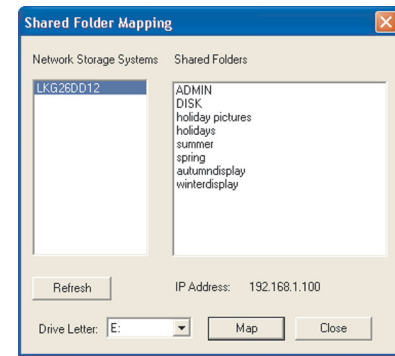 Shared Folder Mapping
Network Storage Systems
Shared Folders
LKG26DD12
ADMIN
DISK
holiday pictures
holidays
summer
spring
autumndisplay
winterdisplay
Refresh
IP Address: 192.168.1.100
Drive Letter: E:
Map
Close